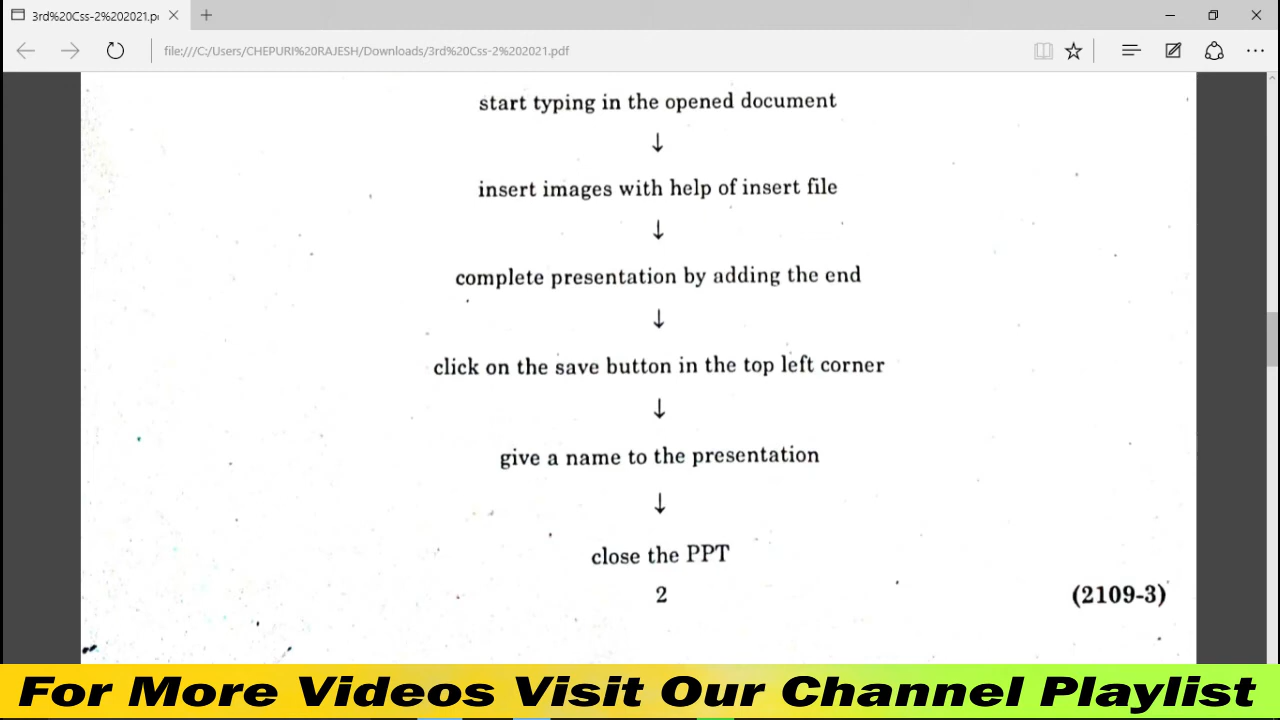 3rd%20Css-2%202021.p
file:///C:/Users/CHEPURI%20RAJESH/Downloads/3rd%20Css-2%202021.pdf
start typing in the opened document
↓
insert images with help of insert file
↓
complete presentation by adding the end
↓
click on the save button in the top left corner
↓
give a name to the presentation
↓
close the PPT
2
(2109-3)
For More Videos Visit Our Channel Playlist